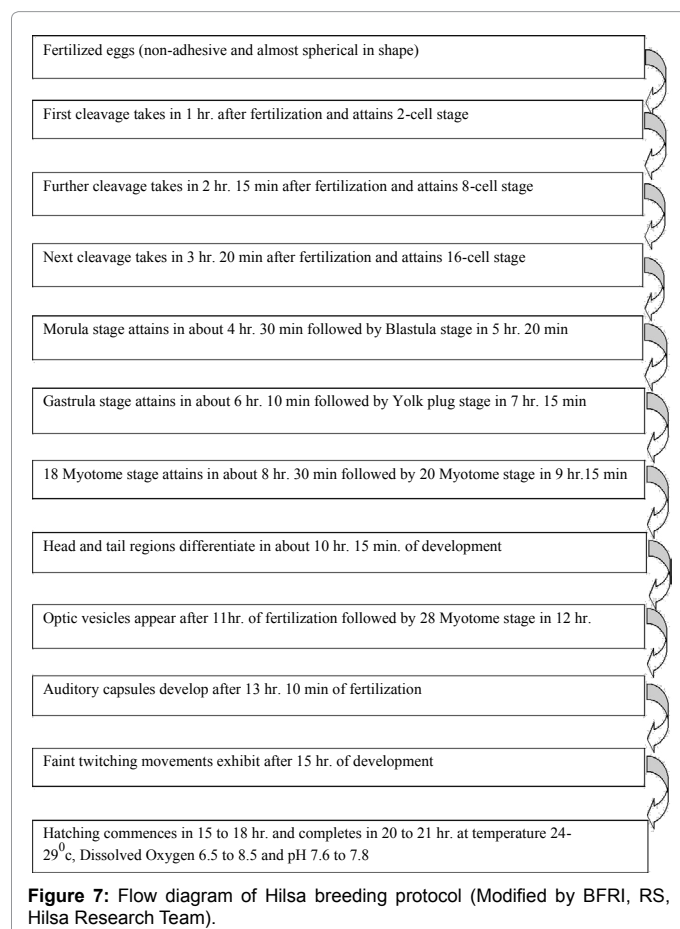 Fertilized eggs (non-adhesive and almost spherical in shape)
First cleavage takes in 1 hr. after fertilization and attains 2-cell stage
Further cleavage takes in 2 hr. 15 min after fertilization and attains 8-cell stage
Next cleavage takes in 3 hr. 20 min after fertilization and attains 16-cell stage
Morula stage attains in about 4 hr. 30 min followed by Blastula stage in 5 hr. 20 min
Gastrula stage attains in about 6 hr. 10 min followed by Yolk plug stage in 7 hr. 15 min
18 Myotome stage attains in about 8 hr. 30 min followed by 20 Myotome stage in 9 hr.15 min
Head and tail regions differentiate in about 10 hr. 15 min. of development
Optic vesicles appear after 11hr. of fertilization followed by 28 Myotome stage in 12 hr.
Auditory capsules develop after 13 hr. 10 min of fertilization
Faint twitching movements exhibit after 15 hr. of development
Hatching commences in 15 to 18 hr. and completes in 20 to 21 hr. at temperature 24-
29⁰c, Dissolved Oxygen 6.5 to 8.5 and pH 7.6 to 7.8
Figure 7: Flow diagram of Hilsa breeding protocol (Modified by BFRI, RS,
Hilsa Research Team).